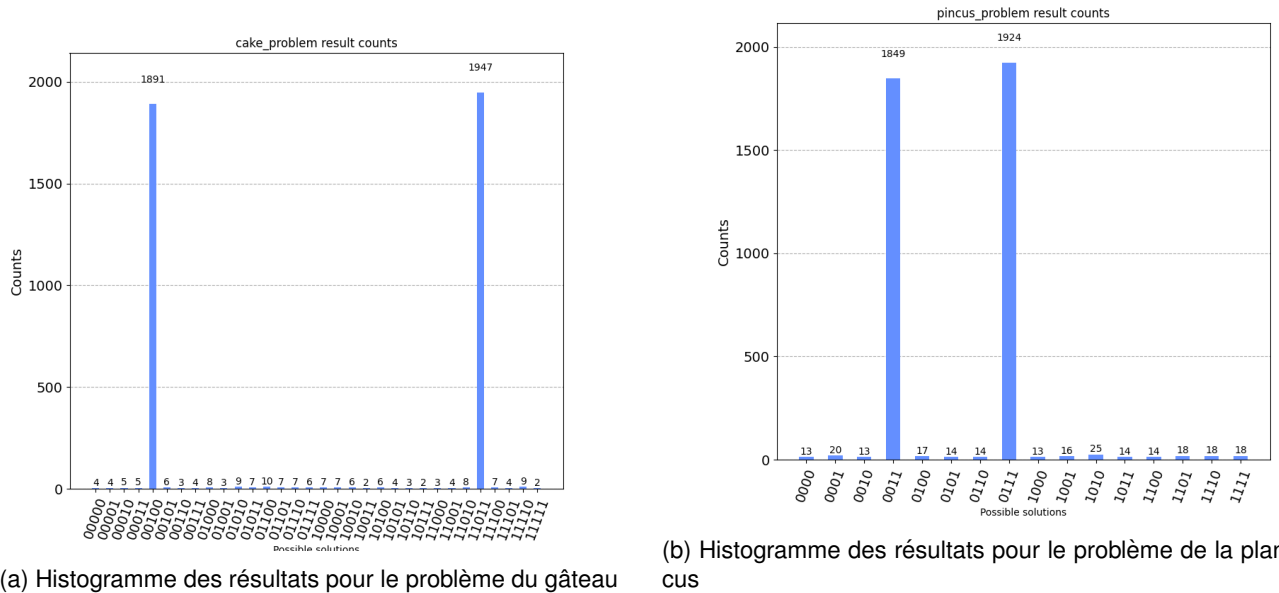 cake_problem result counts
Counts
2000
1500
1000
500
0
4 4 5 5 1891 6 3 4 8 3 9 7 10 7 7 6 7 7 6 2 6 4 3 2 3 4 8 1947 7 4 9 2
00000 00001 00010 00011 00100 00101 00110 00111 01000 01001 01010 01011 01100 01101 01110 01111 10000 10001 10010 10011 10100 10101 10110 10111 11000 11001 11010 11011 11100 11101 11110 11111
Possible solutions
(a) Histogramme des résultats pour le problème du gâteau
pincus_problem result counts
Counts
2000
1500
1000
500
0
13 20 13 1849 17 14 14 1924 13 16 25 14 14 18 18 18
0000 0001 0010 0011 0100 0101 0110 0111 1000 1001 1010 1011 1100 1101 1110 1111
Possible solutions
(b) Histogramme des résultats pour le problème de la
cus